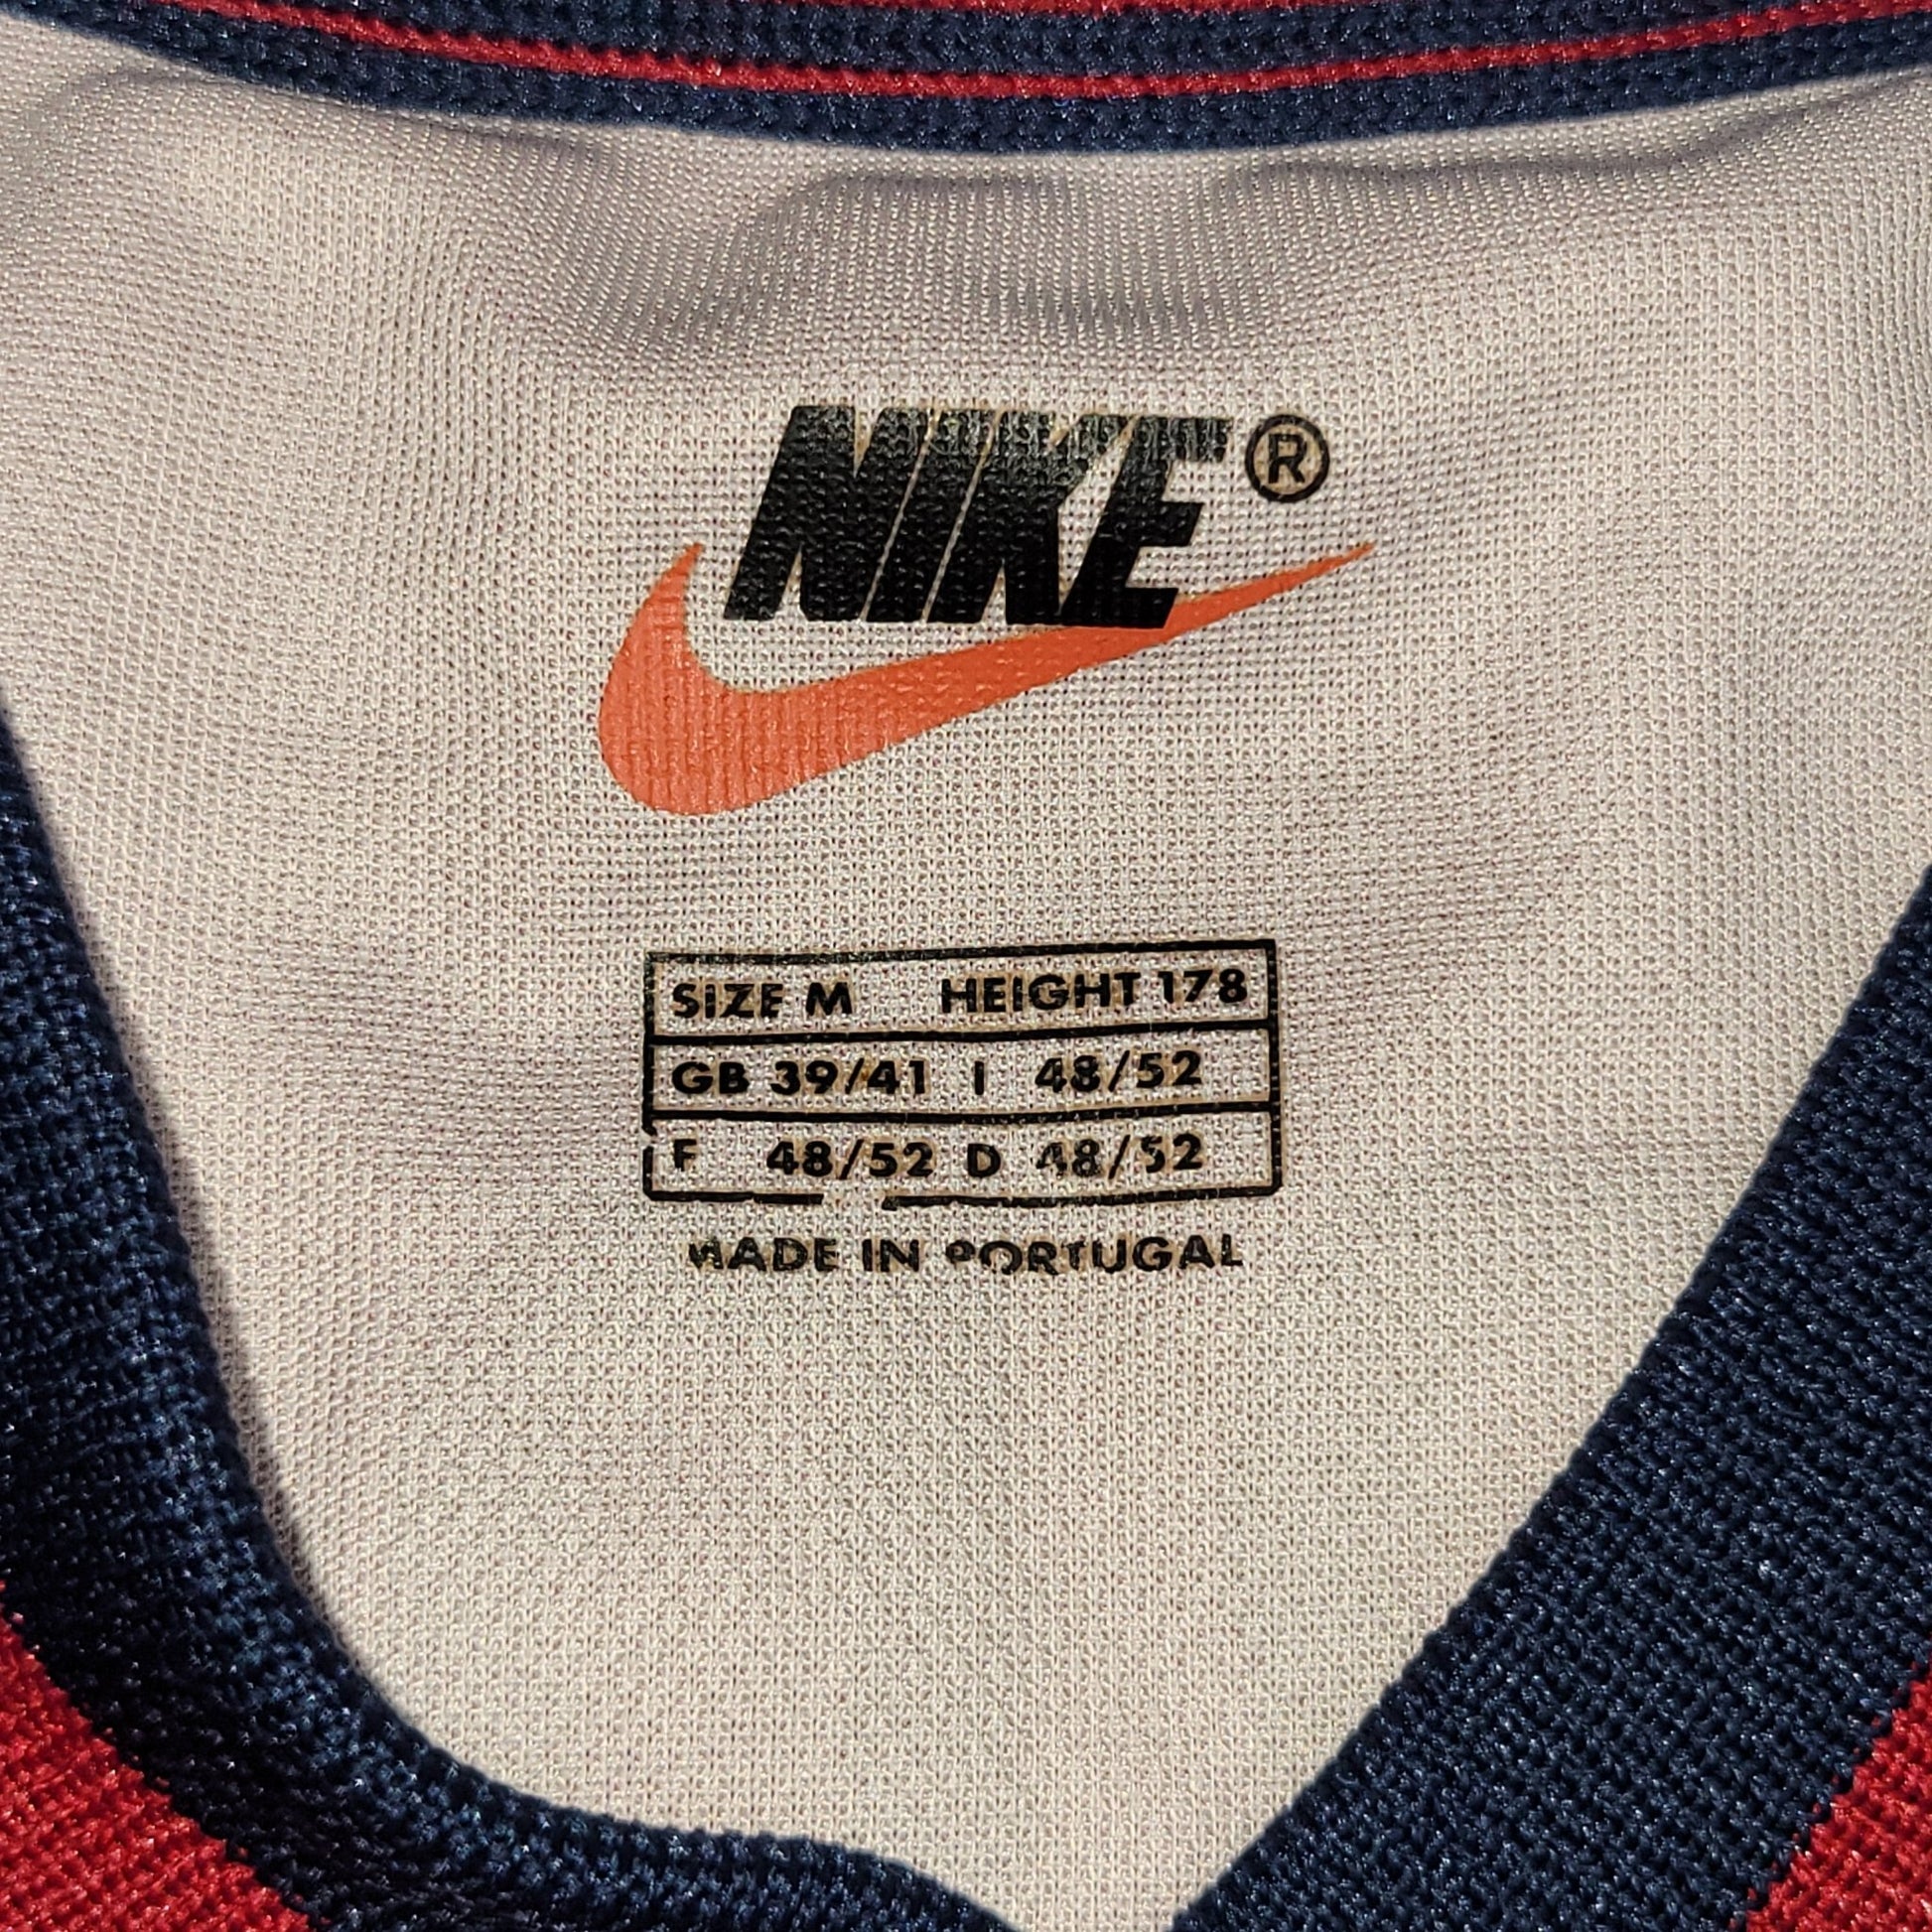 NIKE®
SIZE M HEIGHT 178
GB 39/41 I 48/52
F 48/52 D 48/52
MADE IN PORTUGAL